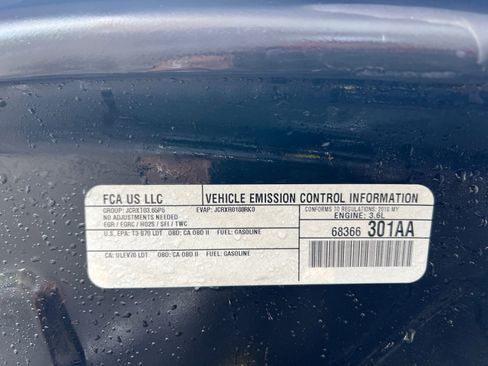 FCA US LLC
VEHICLE EMISSION CONTROL INFORMATION
GROUP: JCRXT03.65P5 EVAP: JCRXR0180RK0
NO ADJUSTMENTS NEEDED
EGR / EGRC / HO2S / SFI / TWC
CONFORMS TO REGULATIONS: 2018 MY
ENGINE: 3.6L
U.S. EPA: T3 B70 LDT OBD: CA OBD II FUEL: GASOLINE
68366 301AA
CA: ULEV70 LDT OBD: CA OBD II FUEL: GASOLINE